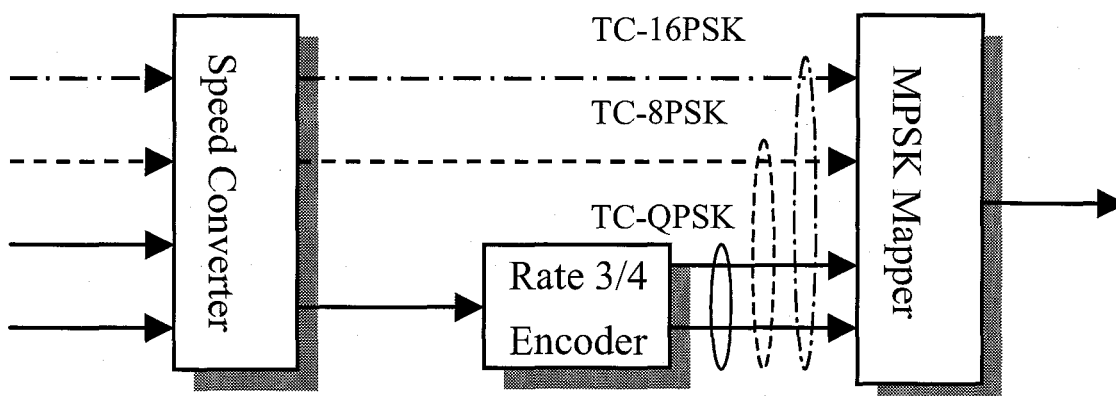 TC-16PSK
Speed Converter
TC-8PSK
MPSK Mapper
TC-QPSK
Rate 3/4
Encoder